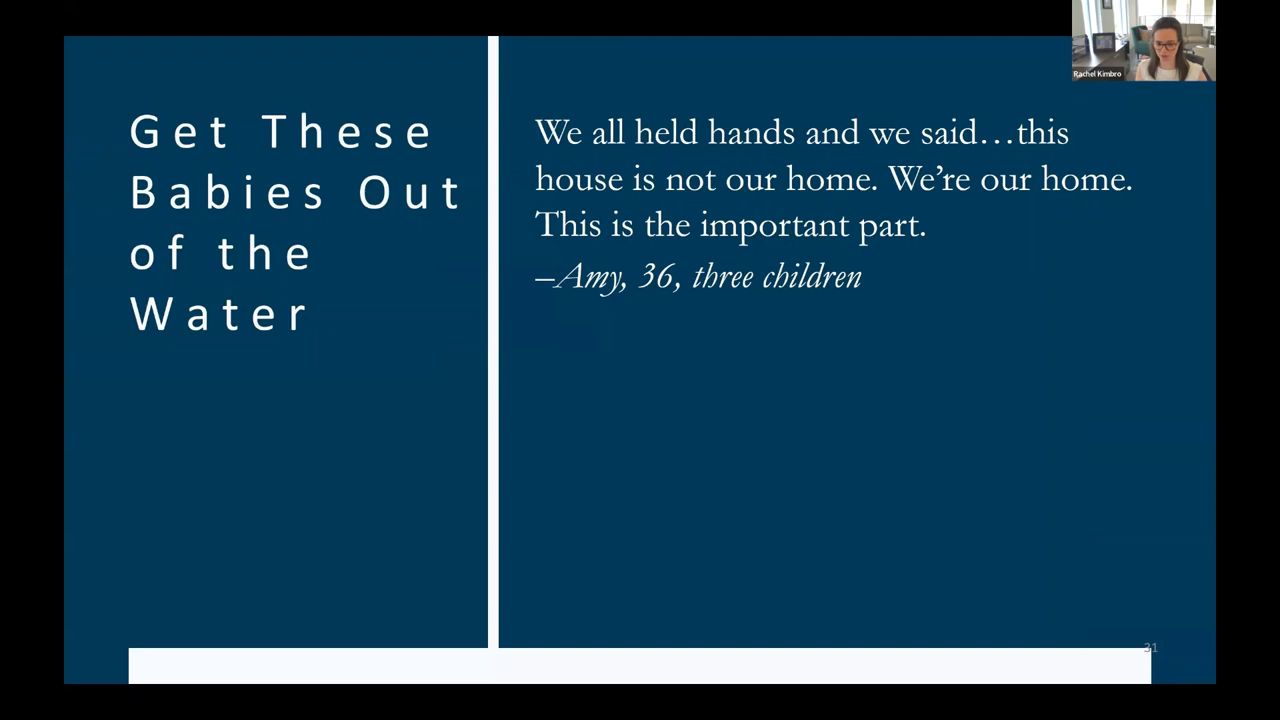 Rachel Kimbro
Get These
Babies Out
of the
Water
We all held hands and we said…this
house is not our home. We’re our home.
This is the important part.
–Amy, 36, three children
31